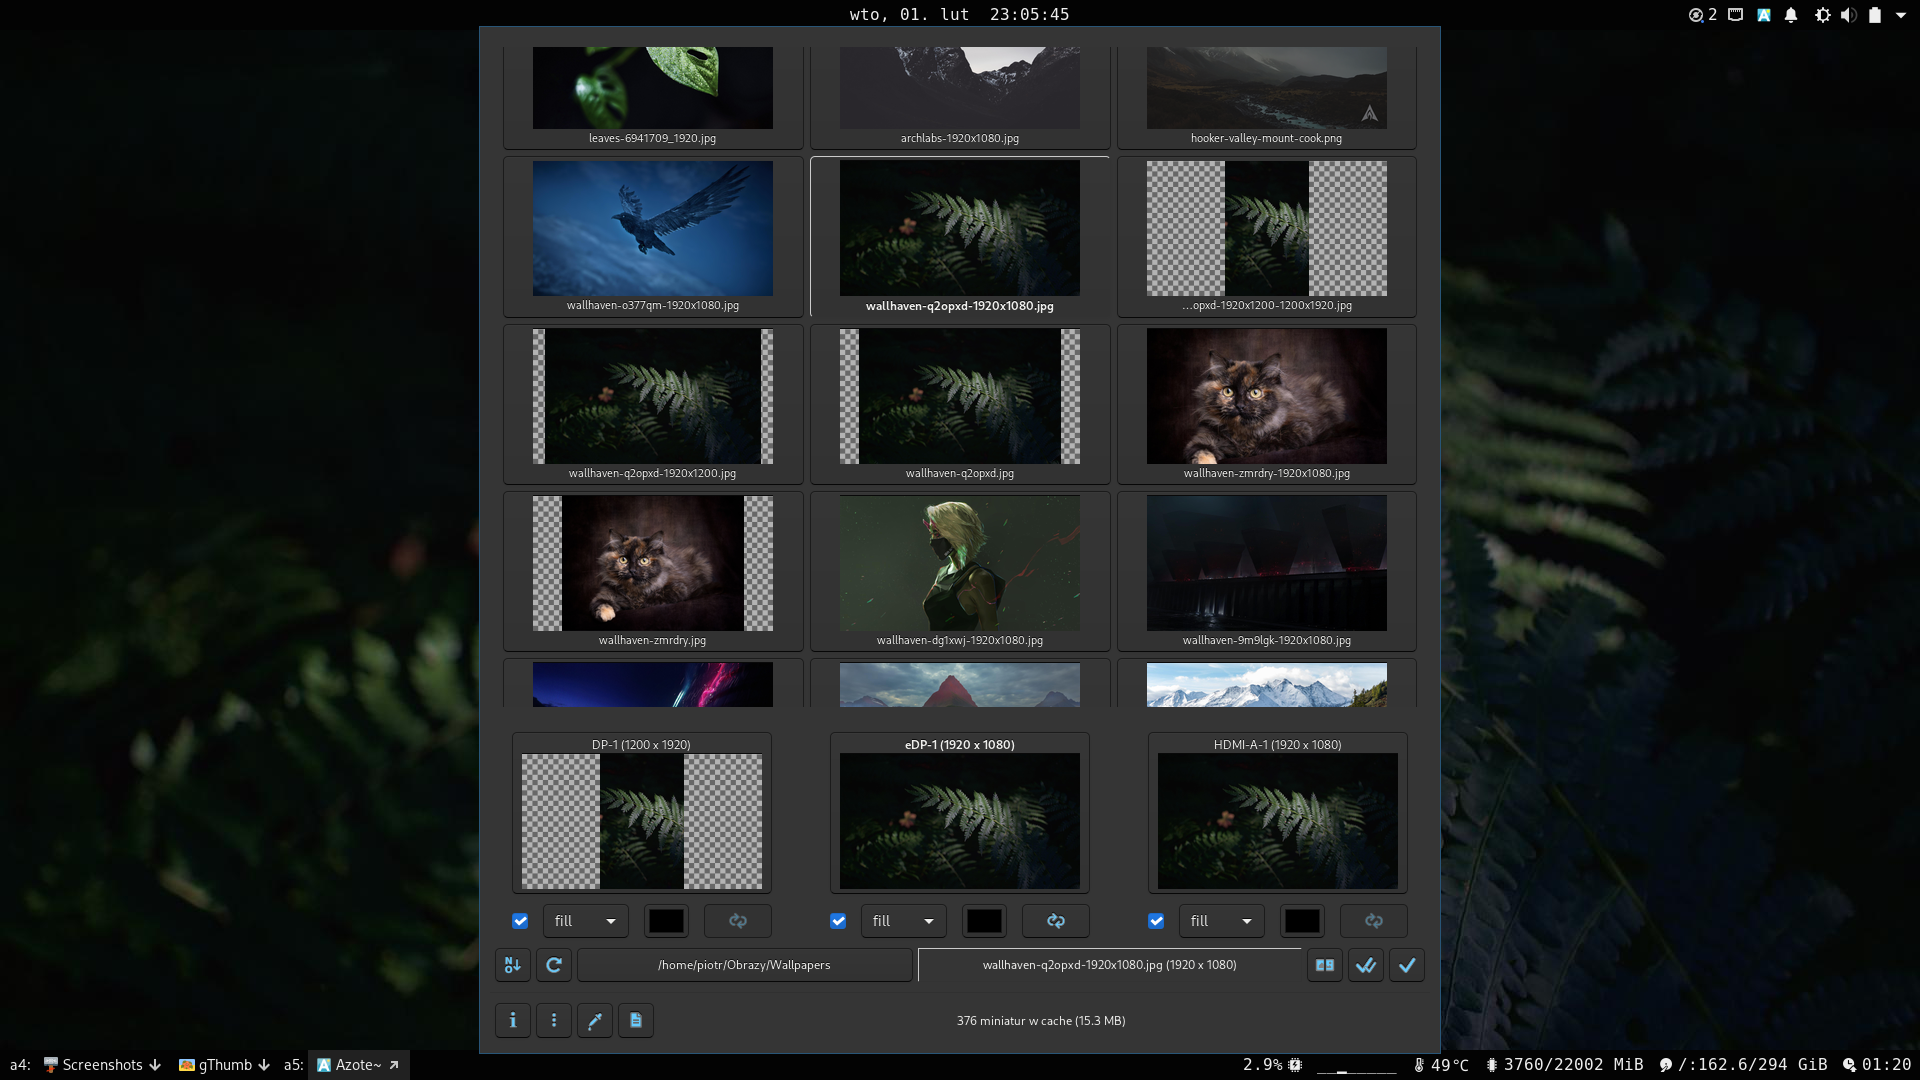 wto, 01. lut 23:05:45
2
leaves-6941709_1920.jpg
archlabs-1920x1080.jpg
hooker-valley-mount-cook.png
wallhaven-o377qm-1920x1080.jpg
wallhaven-q2opxd-1920x1080.jpg
...opxd-1920x1200-1200x1920.jpg
wallhaven-q2opxd-1920x1200.jpg
wallhaven-q2opxd.jpg
wallhaven-zmrdry-1920x1080.jpg
wallhaven-zmrdry.jpg
wallhaven-dg1xwj-1920x1080.jpg
wallhaven-9m9lgk-1920x1080.jpg
DP-1 (1200 x 1920)
eDP-1 (1920 x 1080)
HDMI-A-1 (1920 x 1080)
fill
fill
fill
/home/piotr/Obrazy/Wallpapers
wallhaven-q2opxd-1920x1080.jpg (1920 x 1080)
376 miniatur w cache (15.3 MB)
a4: Screenshots gThumb a5: Azote~
2.9% 49°C 3760/22002 MiB /:162.6/294 GiB 01:20